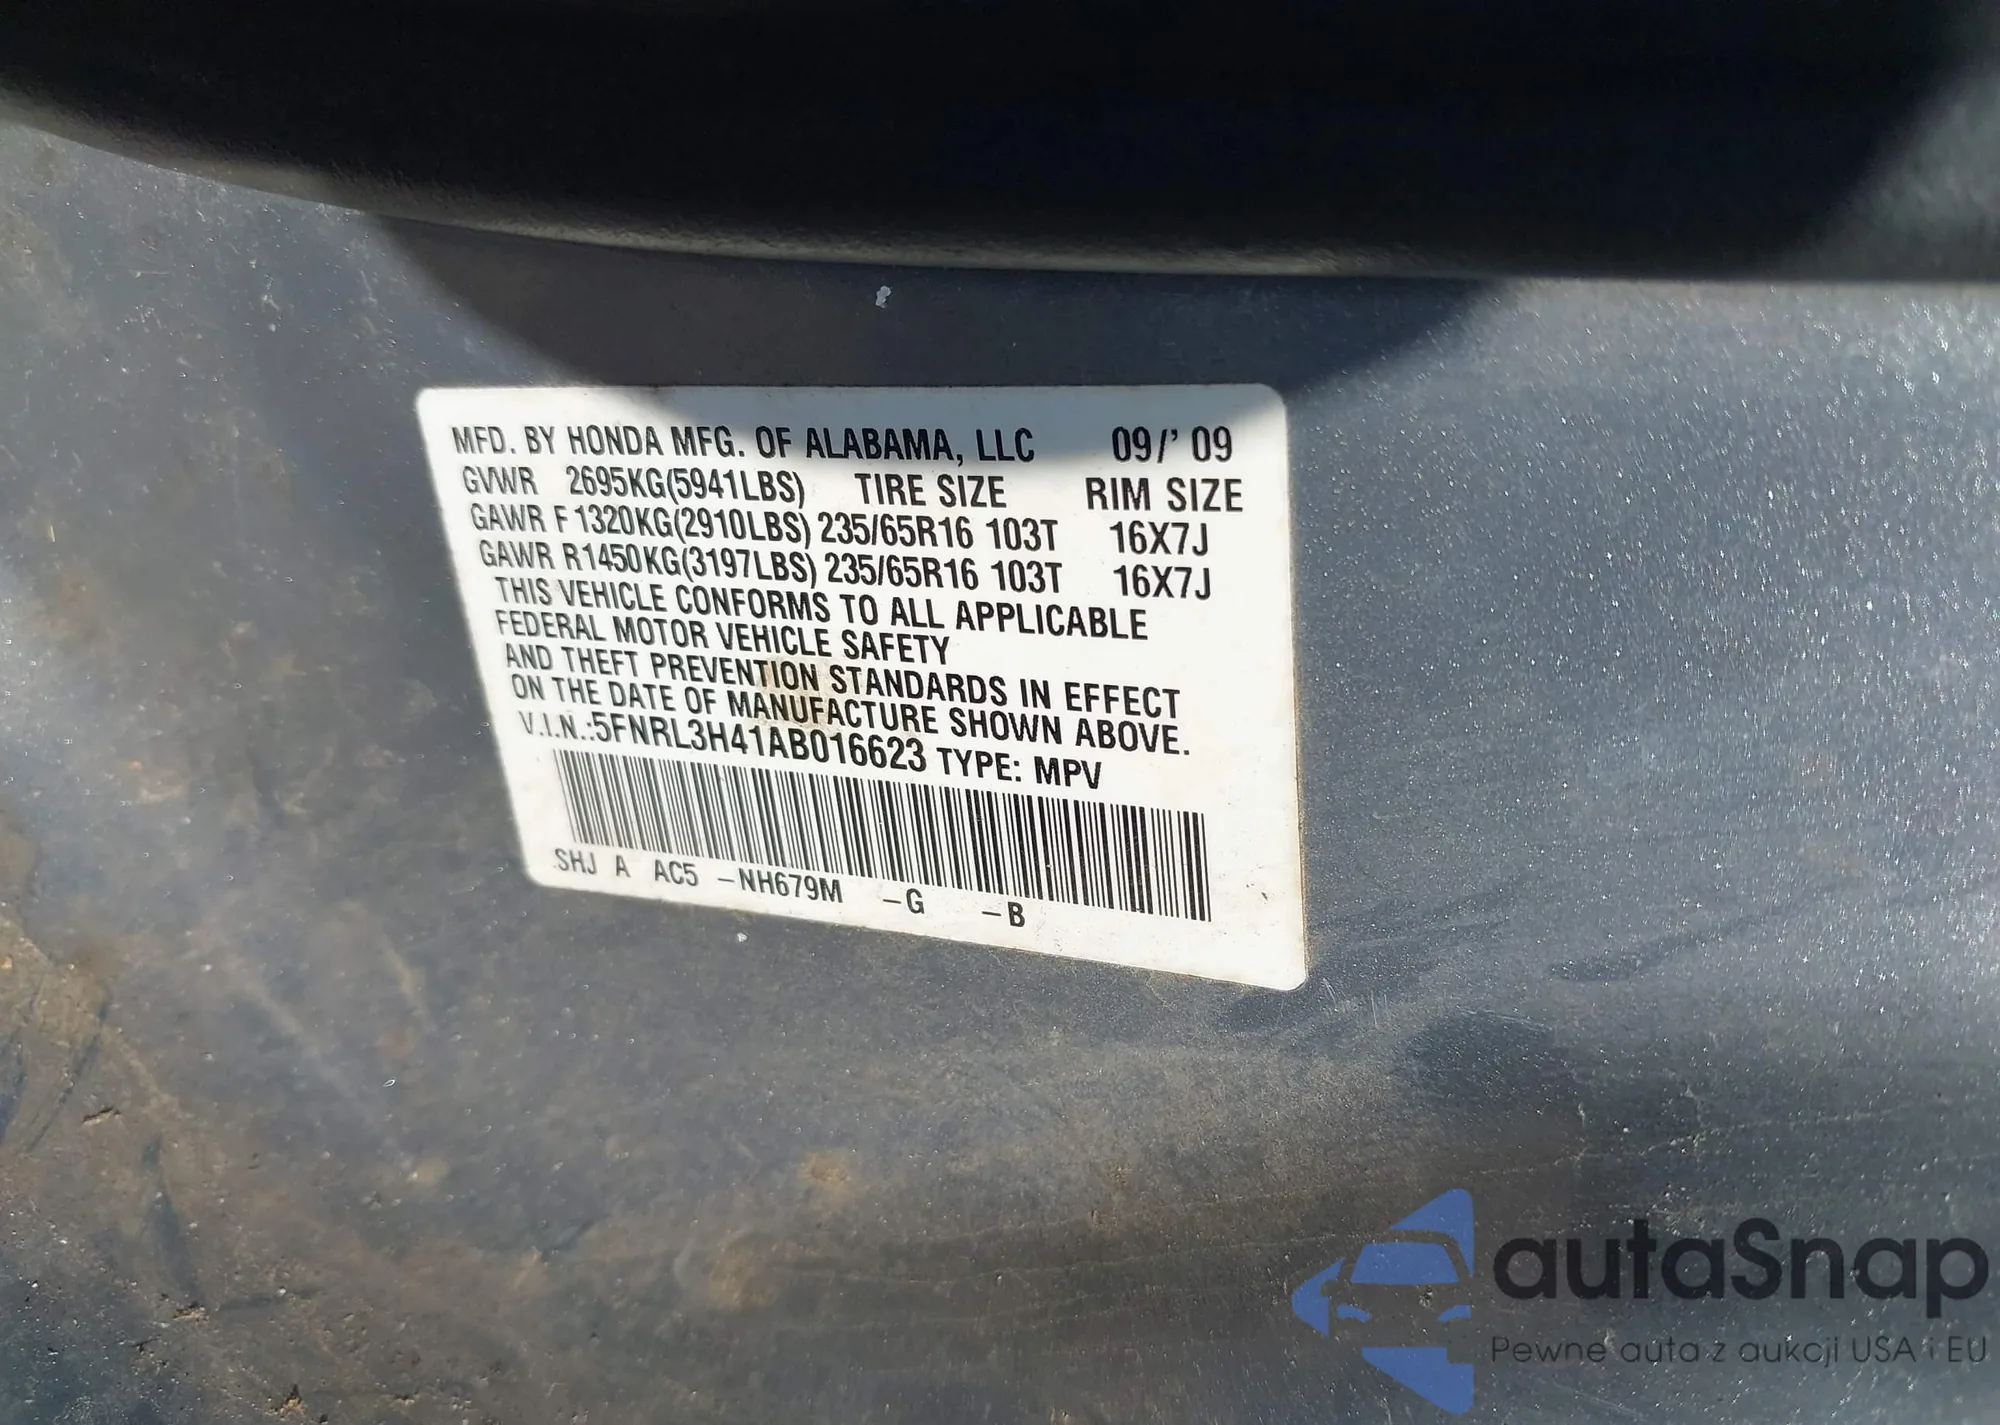 MFD. BY HONDA MFG. OF ALABAMA, LLC 09/' 09
GVWR 2695KG(5941LBS) TIRE SIZE RIM SIZE
GAWR F 1320KG(2910LBS) 235/65R16 103T 16X7J
GAWR R1450KG(3197LBS) 235/65R16 103T 16X7J
THIS VEHICLE CONFORMS TO ALL APPLICABLE
FEDERAL MOTOR VEHICLE SAFETY
AND THEFT PREVENTION STANDARDS IN EFFECT
ON THE DATE OF MANUFACTURE SHOWN ABOVE.
V.I.N.:5FNRL3H41AB016623 TYPE: MPV
SHJ A AC5 -NH679M -G -B
autaSnap
Pewne auta z aukcji USA i EU